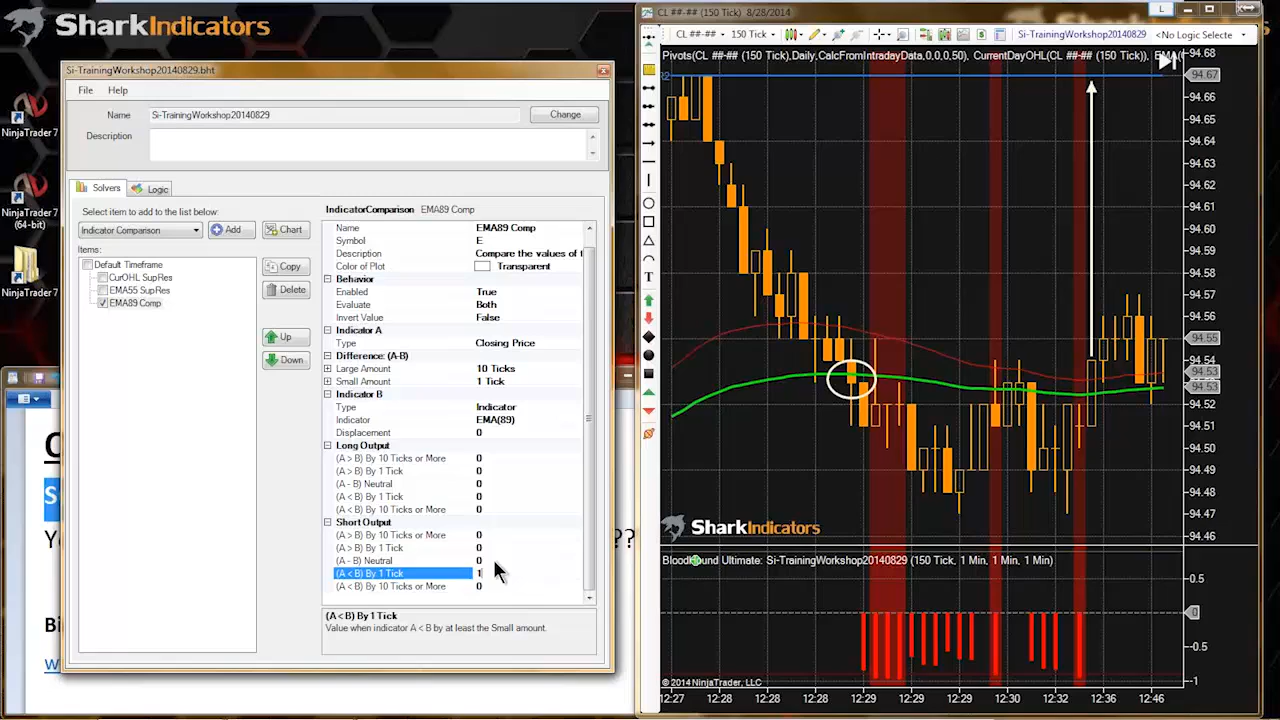 SharkIndicators
NinjaTrader 7
NinjaTrader 7
(64-bit)
NinjaTrader 7
Si-TrainingWorkshop20140829.bht
File Help
Name Si-TrainingWorkshop20140829 Change
Description
Solvers Logic
Select item to add to the list below:
Indicator Comparison Add Chart
Items:
Default Timeframe
CurOHL SupRes
EMA55 SupRes
EMA89 Comp
Copy
Delete
Up
Down
IndicatorComparison EMA89 Comp
Name EMA89 Comp
Symbol E
Description Compare the values of t
Color of Plot Transparent
Behavior
Enabled True
Evaluate Both
Invert Value False
Indicator A
Type Closing Price
Difference: (A-B)
Large Amount 10 Ticks
Small Amount 1 Tick
Indicator B
Type Indicator
Indicator EMA(89)
Displacement 0
Long Output
(A > B) By 10 Ticks or More 0
(A > B) By 1 Tick 0
(A - B) Neutral 0
(A < B) By 1 Tick 0
(A < B) By 10 Ticks or More 0
Short Output
(A > B) By 10 Ticks or More 0
(A > B) By 1 Tick 0
(A - B) Neutral 0
(A < B) By 1 Tick 1
(A < B) By 10 Ticks or More 0
(A < B) By 1 Tick
Value when indicator A < B by at least the Small amount.
??
CL ##-## (150 Tick) 8/28/2014
L
CL ##-## 150 Tick Si-TrainingWorkshop20140829 <No Logic Selecte
Pivots(CL ##-## (150 Tick),Daily,CalcFromIntradayData,0,0,0,50), CurrentDayOHL(CL ##-## (150 Tick)),
T
94.68
94.67
94.66
94.65
94.64
94.63
94.62
94.61
94.60
94.59
94.58
94.57
94.56
94.55
94.54
94.53
94.53
94.52
94.51
94.50
94.49
94.48
94.47
94.46
SharkIndicators
BloodHound Ultimate: Si-TrainingWorkshop20140829 (150 Tick, 1 Min, 1 Min, 1 Min)
0.5
0
-0.5
-1
© 2014 NinjaTrader, LLC
12:27 12:28 12:28 12:28 12:29 12:29 12:29 12:30 12:32 12:36 12:46